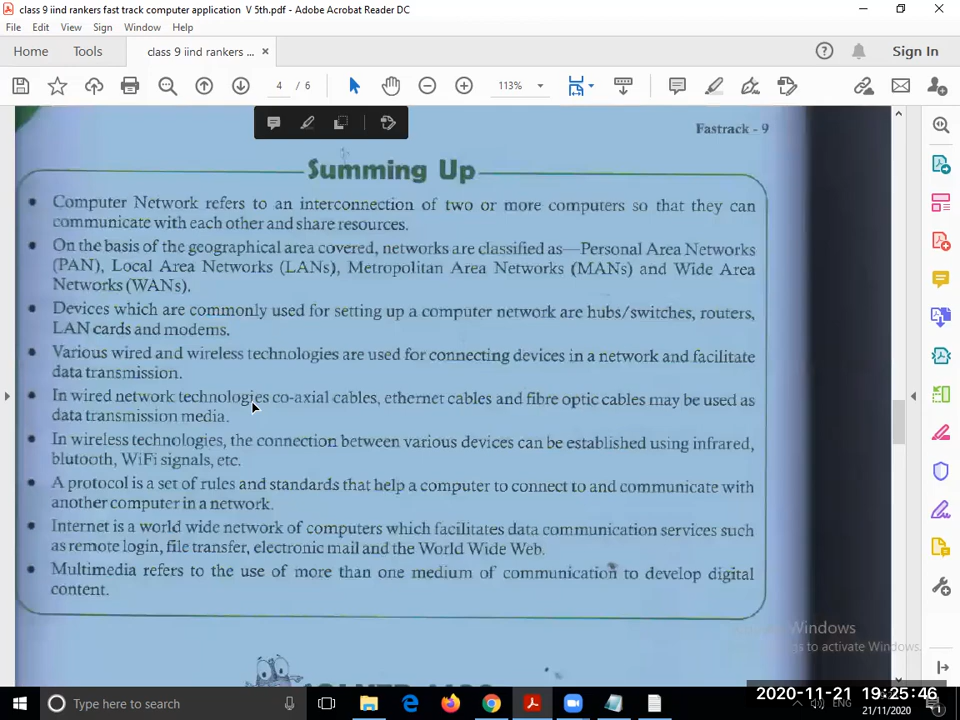 class 9 iind rankers fast track computer application V 5th.pdf - Adobe Acrobat Reader DC
File Edit View Sign Window Help
Home Tools class 9 iind rankers ... × Sign In
4 / 6 113%
Fastrack - 9
Summing Up
• Computer Network refers to an interconnection of two or more computers so that they can
communicate with each other and share resources.
• On the basis of the geographical area covered, networks are classified as—Personal Area Networks
(PAN), Local Area Networks (LANs), Metropolitan Area Networks (MANs) and Wide Area
Networks (WANs).
• Devices which are commonly used for setting up a computer network are hubs/switches, routers,
LAN cards and modems.
• Various wired and wireless technologies are used for connecting devices in a network and facilitate
data transmission.
• In wired network technologies co-axial cables, ethernet cables and fibre optic cables may be used as
data transmission media.
• In wireless technologies, the connection between various devices can be established using infrared,
blutooth, WiFi signals, etc.
• A protocol is a set of rules and standards that help a computer to connect to and communicate with
another computer in a network.
• Internet is a world wide network of computers which facilitates data communication services such
as remote login, file transfer, electronic mail and the World Wide Web.
• Multimedia refers to the use of more than one medium of communication to develop digital
content.
Windows
to activate Windows.
Type here to search
ENG
2020-11-21 19:25:46
21/11/2020